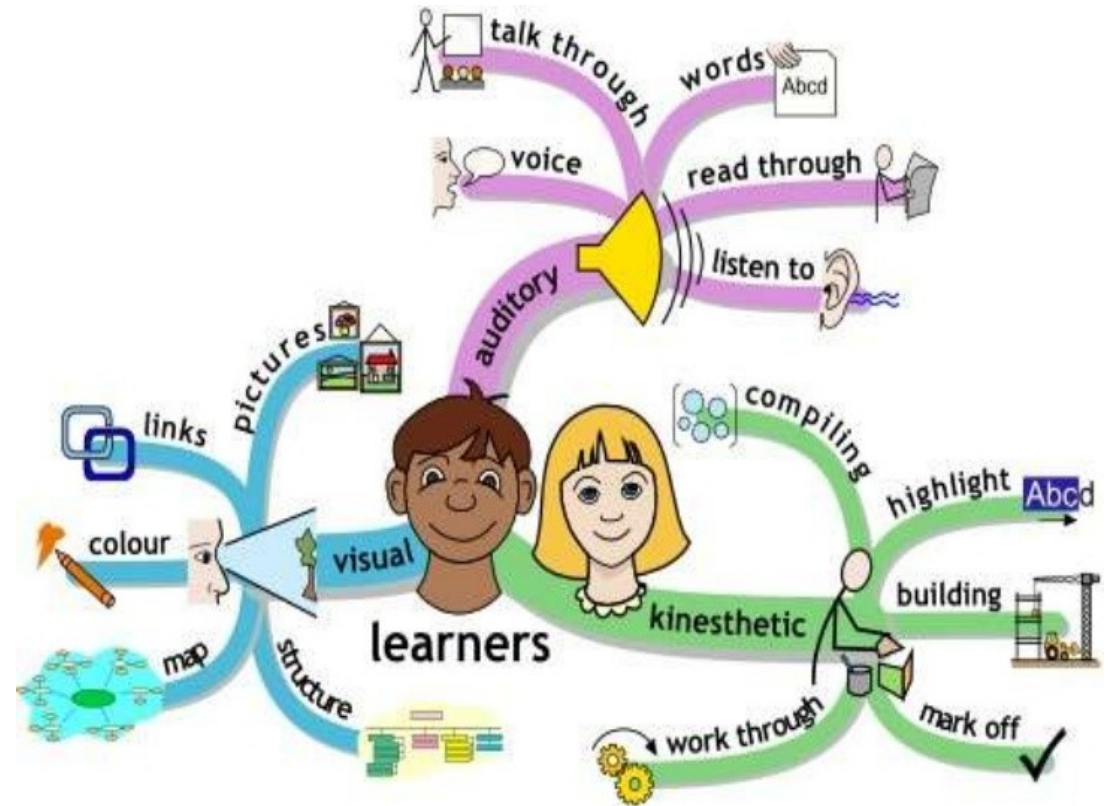 talk through
words
Abcd
voice
read through
listen to
auditory
pictures
links
colour
visual
map
structure
learners
compiling
highlight
Abcd
building
kinesthetic
work through
mark off